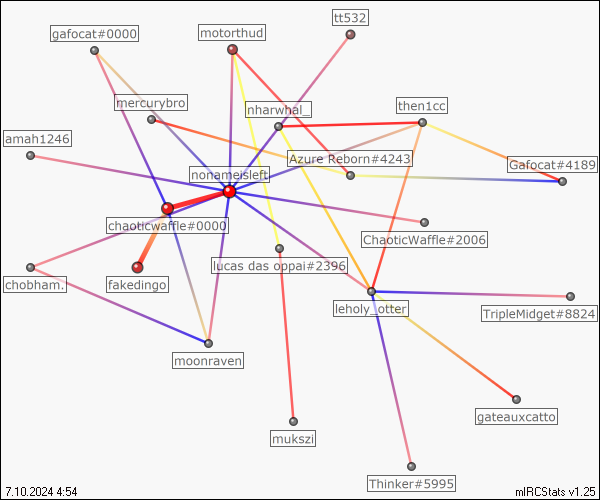 tt532
gafocat#0000
motorthud
mercurybro
nharwhal_
then1cc
amah1246
Azure Reborn#4243
Gafocat#4189
nonameisleft
chaoticwaffle#0000
ChaoticWaffle#2006
lucas das oppai#2396
chobham.
fakedingo
leholy_otter
TripleMidget#8824
moonraven
gateauxcatto
mukszi
Thinker#5995
7.10.2024 4:54
mIRCStats v1.25